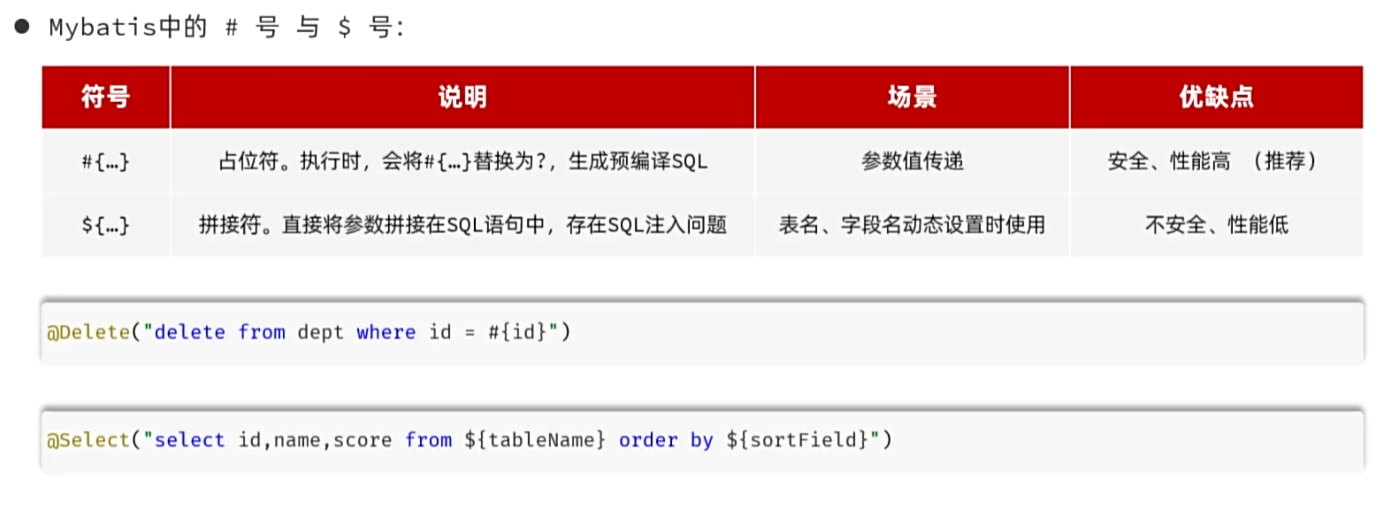 ● Mybatis中的 # 号 与 $ 号：
符号 说明 场景 优缺点
#{…} 占位符。执行时，会将#{…}替换为?，生成预编译SQL 参数值传递 安全、性能高 （推荐）
${…} 拼接符。直接将参数拼接在SQL语句中，存在SQL注入问题 表名、字段名动态设置时使用 不安全、性能低
@Delete("delete from dept where id = #{id}")
@Select("select id,name,score from ${tableName} order by ${sortField}")